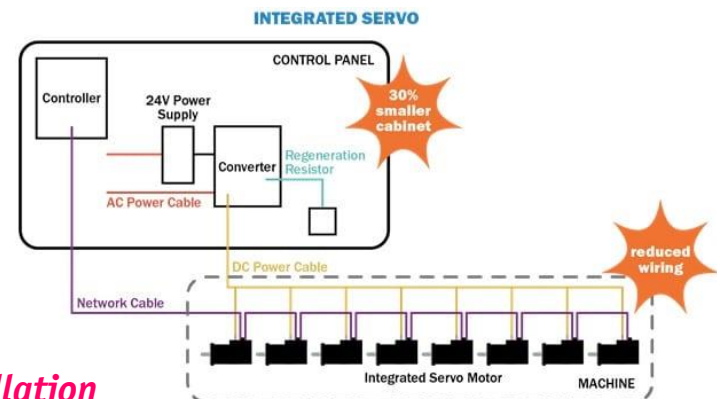 INTEGRATED SERVO
CONTROL PANEL
Controller
24V Power
Supply
30%
smaller
cabinet
Converter
Regeneration
Resistor
AC Power Cable
DC Power Cable
reduced
wiring
Network Cable
Integrated Servo Motor
MACHINE
llation